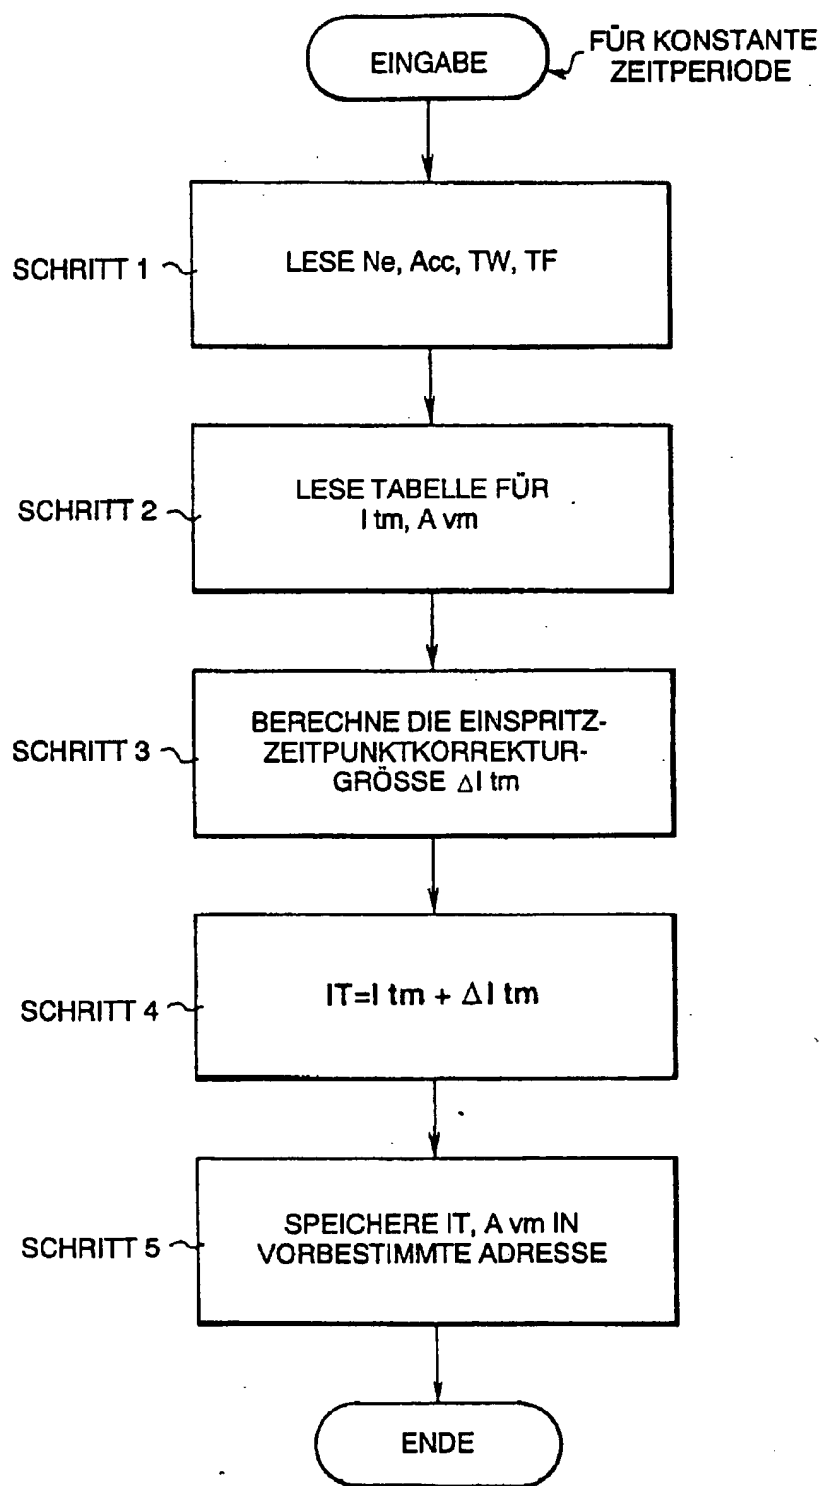 EINGABE
FÜR KONSTANTE
ZEITPERIODE
SCHRITT 1
LESE Ne, Acc, TW, TF
SCHRITT 2
LESE TABELLE FÜR
I tm, A vm
SCHRITT 3
BERECHNE DIE EINSPRITZ-
ZEITPUNKTKORREKTUR-
GRÖSSE ΔI tm
SCHRITT 4
IT=I tm + ΔI tm
SCHRITT 5
SPEICHERE IT, A vm IN
VORBESTIMMTE ADRESSE
ENDE